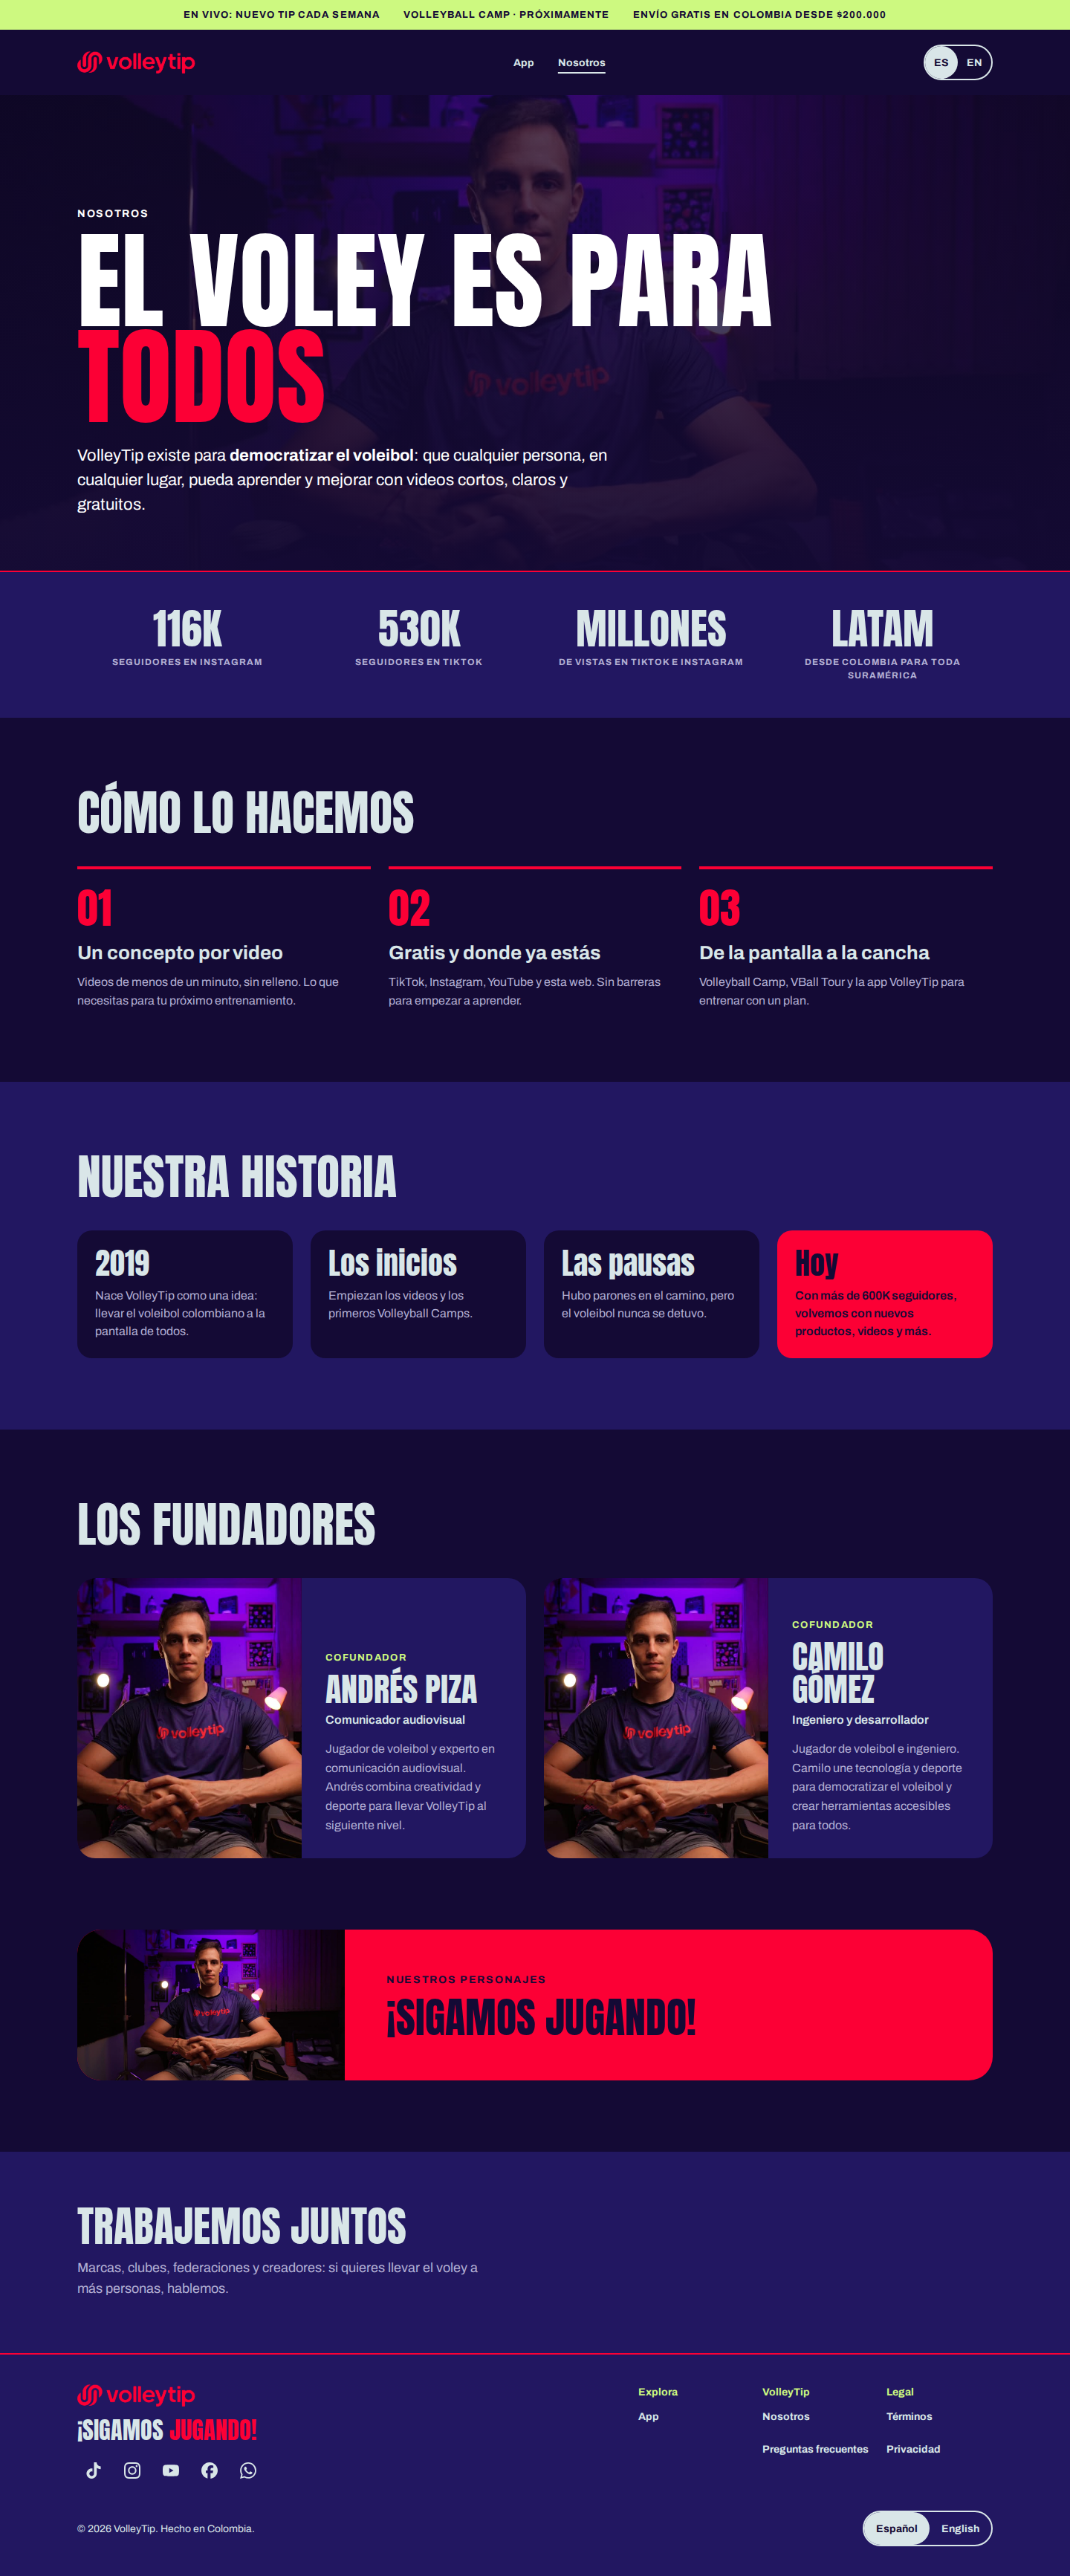 EN VIVO: NUEVO TIP CADA SEMANA VOLLEYBALL CAMP · PRÓXIMAMENTE ENVÍO GRATIS EN COLOMBIA DESDE $200.000
volleytip
App Nosotros
ES EN
NOSOTROS
EL VOLEY ES PARA
TODOS
volleytip
VolleyTip existe para democratizar el voleibol: que cualquier persona, en
cualquier lugar, pueda aprender y mejorar con videos cortos, claros y
gratuitos.
116K
SEGUIDORES EN INSTAGRAM
530K
SEGUIDORES EN TIKTOK
MILLONES
DE VISTAS EN TIKTOK E INSTAGRAM
LATAM
DESDE COLOMBIA PARA TODA
SURAMÉRICA
CÓMO LO HACEMOS
01
Un concepto por video
Videos de menos de un minuto, sin relleno. Lo que
necesitas para tu próximo entrenamiento.
02
Gratis y donde ya estás
TikTok, Instagram, YouTube y esta web. Sin barreras
para empezar a aprender.
03
De la pantalla a la cancha
Volleyball Camp, VBall Tour y la app VolleyTip para
entrenar con un plan.
NUESTRA HISTORIA
2019
Nace VolleyTip como una idea:
llevar el voleibol colombiano a la
pantalla de todos.
Los inicios
Empiezan los videos y los
primeros Volleyball Camps.
Las pausas
Hubo parones en el camino, pero
el voleibol nunca se detuvo.
Hoy
Con más de 600K seguidores,
volvemos con nuevos
productos, videos y más.
LOS FUNDADORES
volleytip
COFUNDADOR
ANDRÉS PIZA
Comunicador audiovisual
Jugador de voleibol y experto en
comunicación audiovisual.
Andrés combina creatividad y
deporte para llevar VolleyTip al
siguiente nivel.
volleytip
COFUNDADOR
CAMILO
GÓMEZ
Ingeniero y desarrollador
Jugador de voleibol e ingeniero.
Camilo une tecnología y deporte
para democratizar el voleibol y
crear herramientas accesibles
para todos.
volleytip
NUESTROS PERSONAJES
¡SIGAMOS JUGANDO!
TRABAJEMOS JUNTOS
Marcas, clubes, federaciones y creadores: si quieres llevar el voley a
más personas, hablemos.
volleytip
¡SIGAMOS JUGANDO!
Explora
App
VolleyTip
Nosotros
Preguntas frecuentes
Legal
Términos
Privacidad
© 2026 VolleyTip. Hecho en Colombia.
Español English